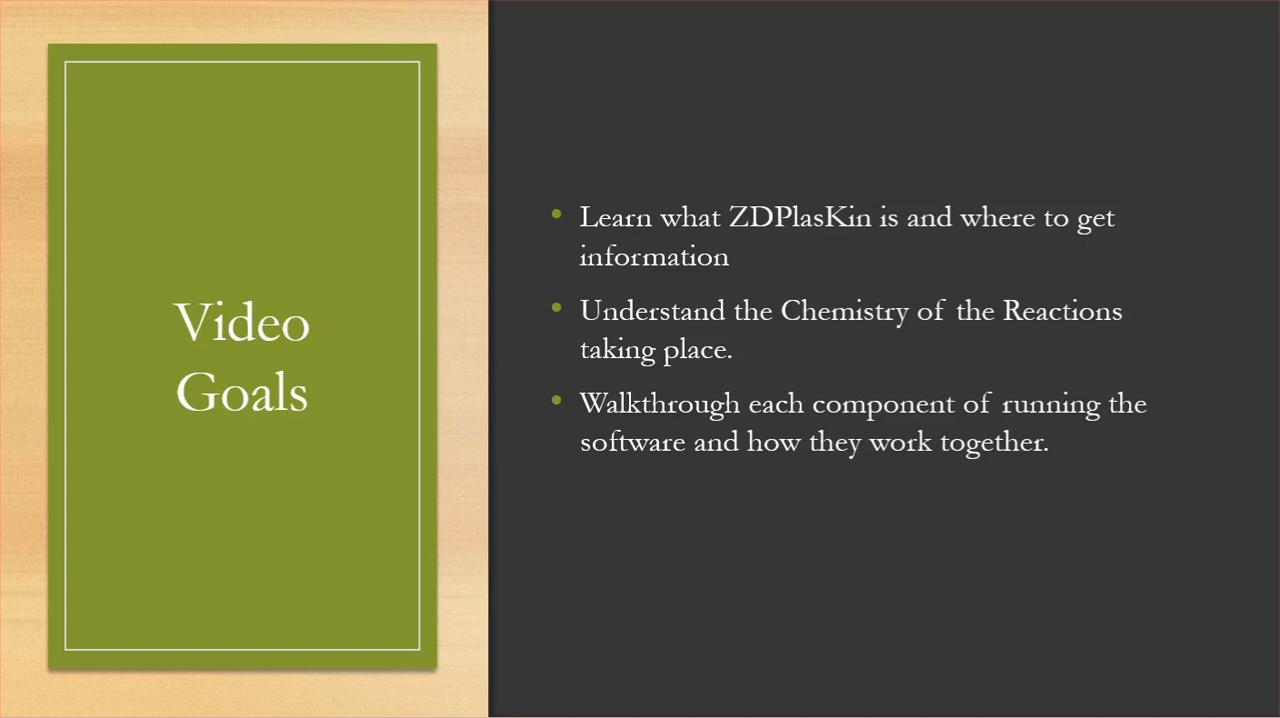 Video
Goals
Learn what ZDPlasKin is and where to get
information
Understand the Chemistry of the Reactions
taking place.
Walkthrough each component of running the
software and how they work together.